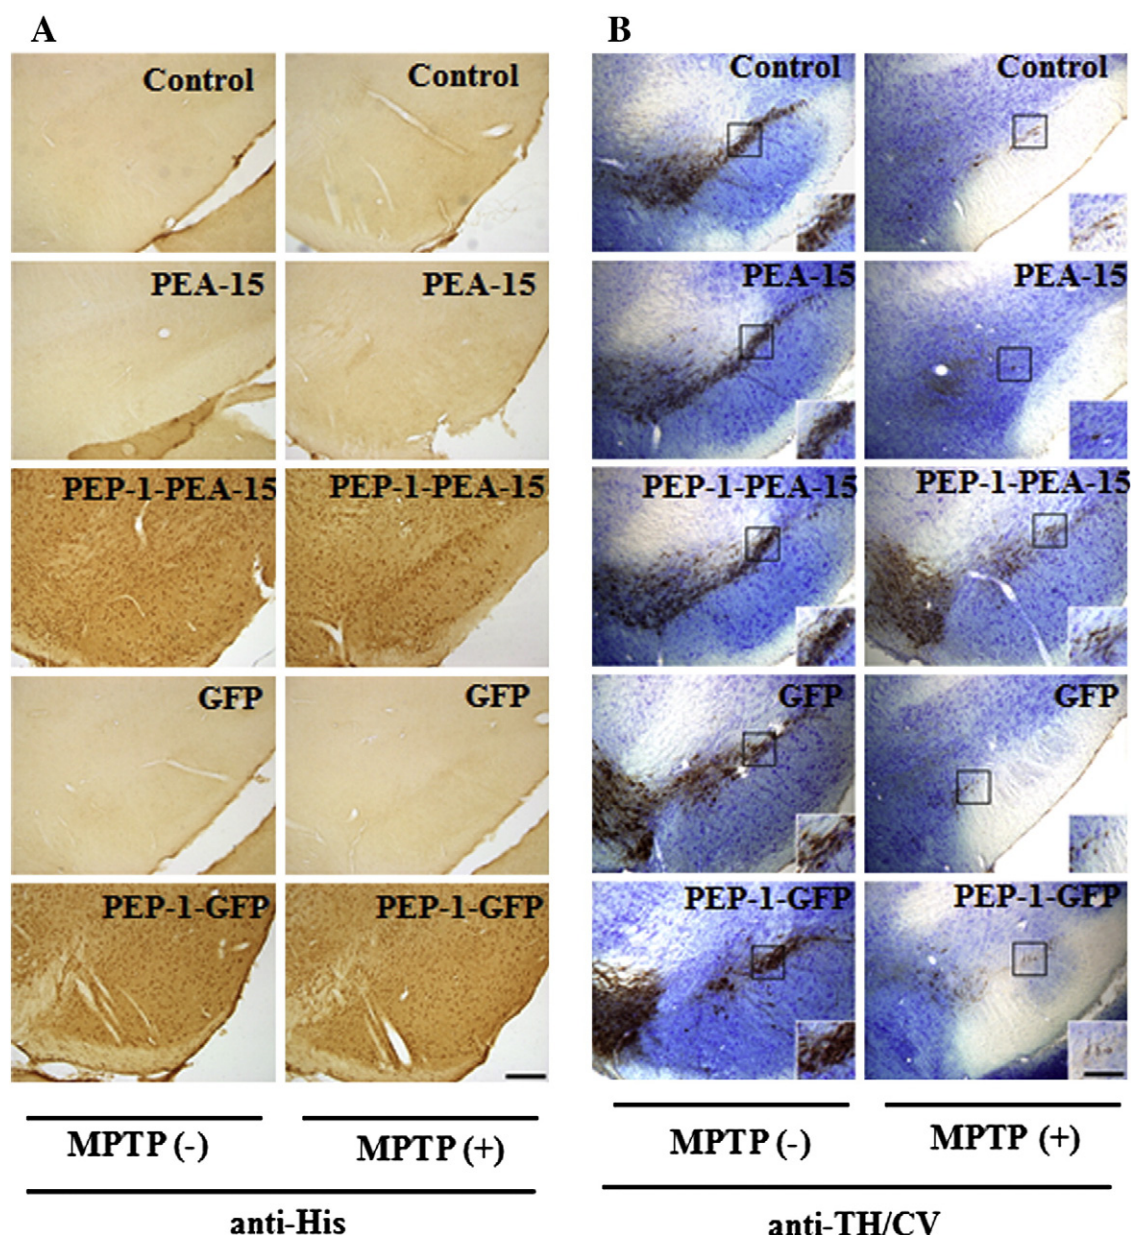 A
B
Control Control Control Control
PEA-15 PEA-15 PEA-15 PEA-15
PEP-1-PEA-15 PEP-1-PEA-15 PEP-1-PEA-15 PEP-1-PEA-15
GFP GFP GFP GFP
PEP-1-GFP PEP-1-GFP PEP-1-GFP PEP-1-GFP
MPTP (-) MPTP (+) MPTP (-) MPTP (+)
anti-His anti-TH/CV